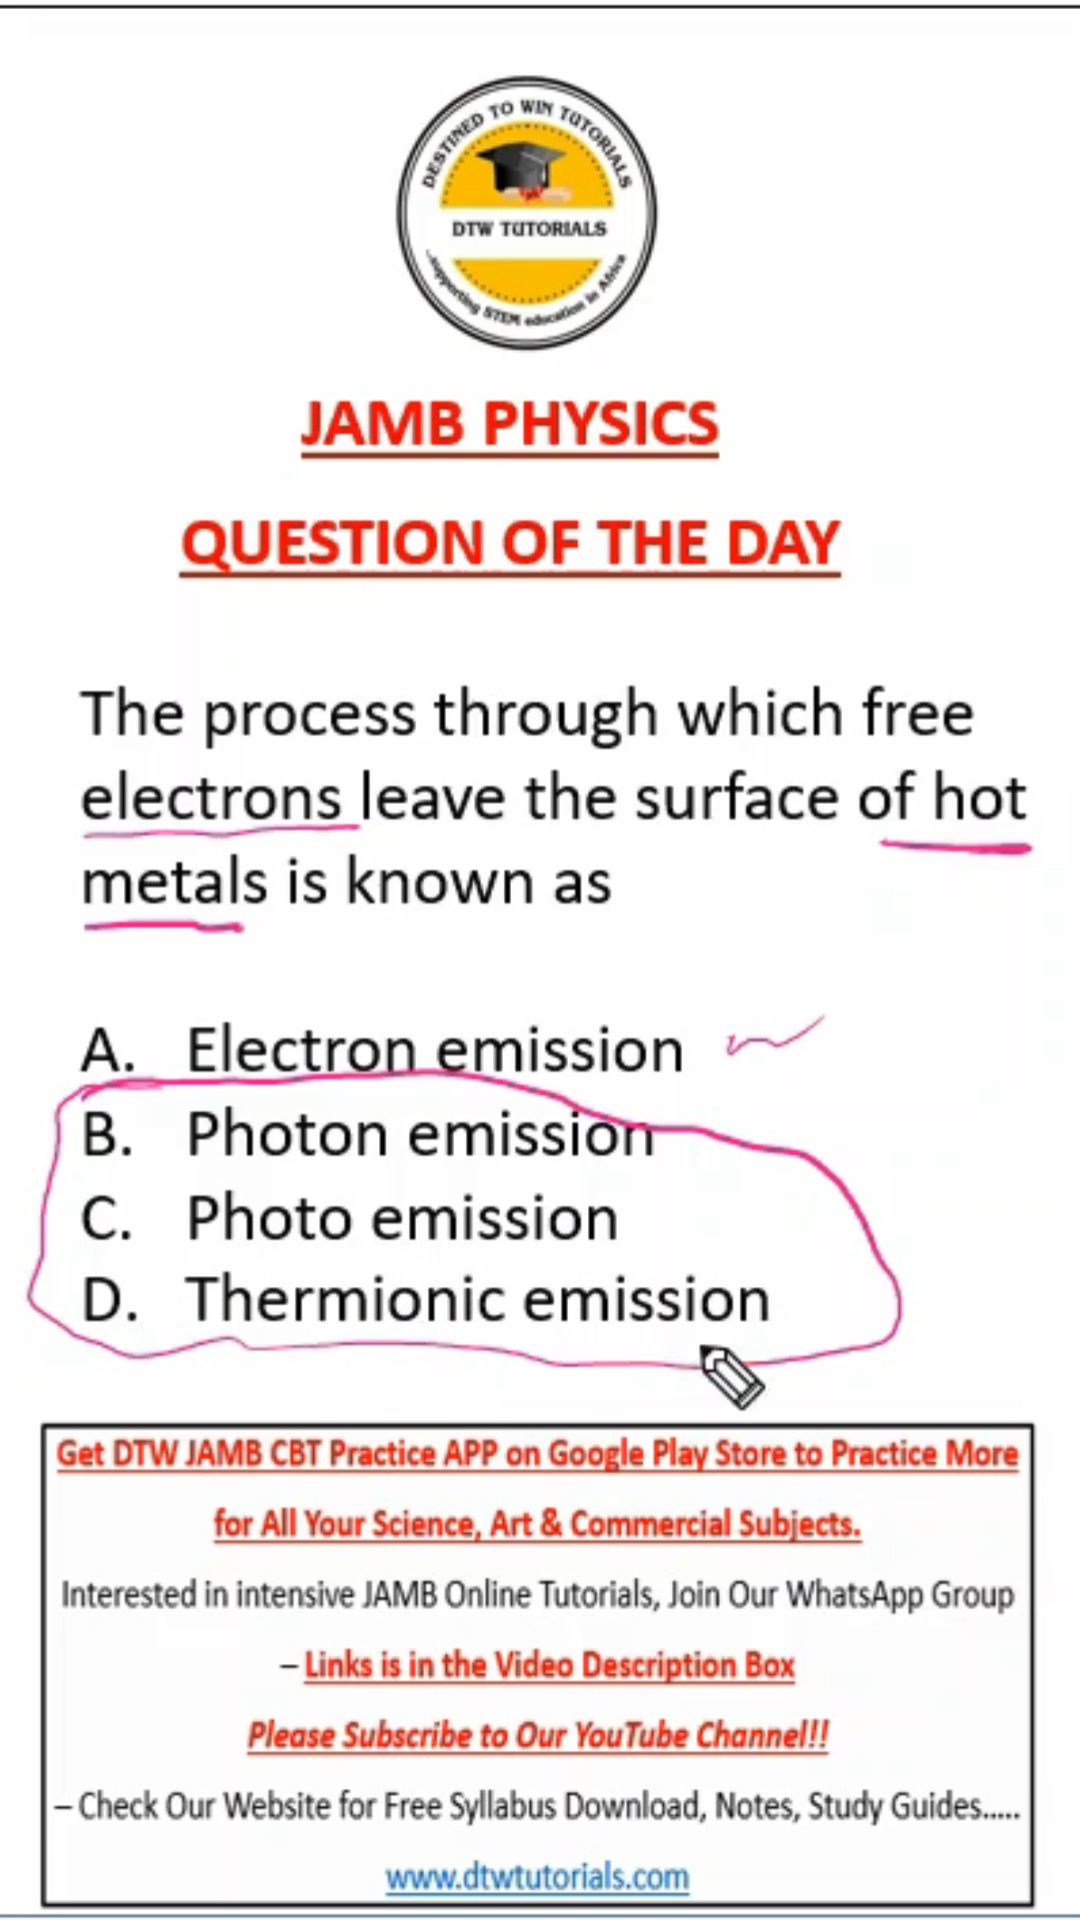 DESTINED TO WIN TUTORIALS
DTW TUTORIALS
...supporting STEM education in Africa
JAMB PHYSICS
QUESTION OF THE DAY
The process through which free
electrons leave the surface of hot
metals is known as
A. Electron emission
B. Photon emission
C. Photo emission
D. Thermionic emission
Get DTW JAMB CBT Practice APP on Google Play Store to Practice More
for All Your Science, Art & Commercial Subjects.
Interested in intensive JAMB Online Tutorials, Join Our WhatsApp Group
– Links is in the Video Description Box
Please Subscribe to Our YouTube Channel!!
– Check Our Website for Free Syllabus Download, Notes, Study Guides.....
www.dtwtutorials.com